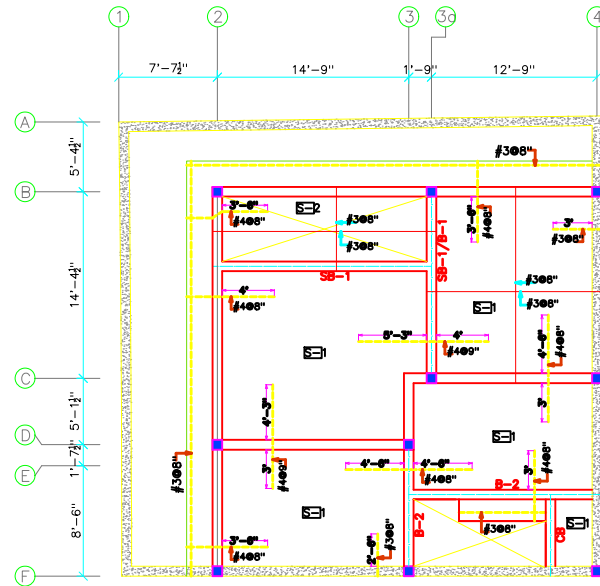 1 2 3 3a 4
7'-7½" 14'-9" 1'-9" 12'-9"
A
5'-4½"
#3@8"
B
3'-6" S-2
#4@8" #3@8"
#3@8"
3'-6" #4@8"
SB-1/B-1
3'
#3@8"
SB-1
14'-4½"
4'
#4@8"
#3@8"
#3@8"
S-1
5'-3" 4'
#4@9"
S-1
4'-6" #4@8"
C
3'
5'-1½"
4'-3"
D
S-1
1'-7½"
E
#3@8"
3' #4@9"
4'-6" 4'-6"
#4@8"
3' #4@8"
B-2
8'-6"
S-1
B-2
#3@8"
CB
S-1
3'-6"
#4@8"
2'-6" #3@8"
F